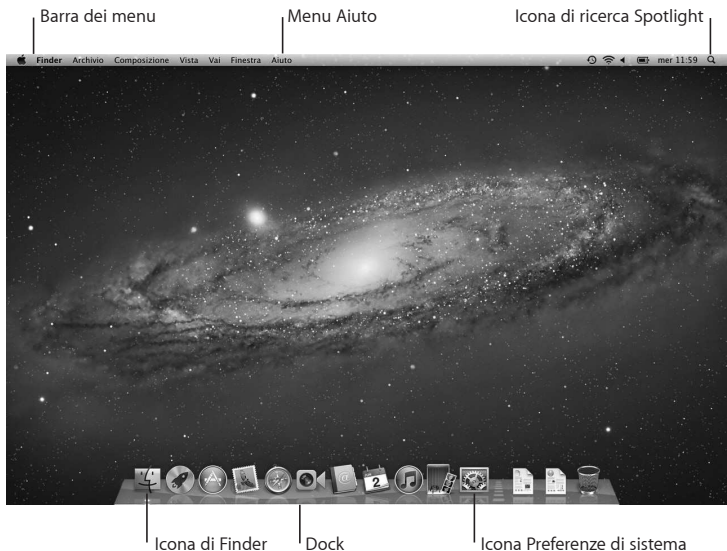 Barra dei menu Menu Aiuto Icona di ricerca Spotlight
Finder Archivio Composizione Vista Vai Finestra Aiuto mer 11:59
2
Icona di Finder Dock Icona Preferenze di sistema